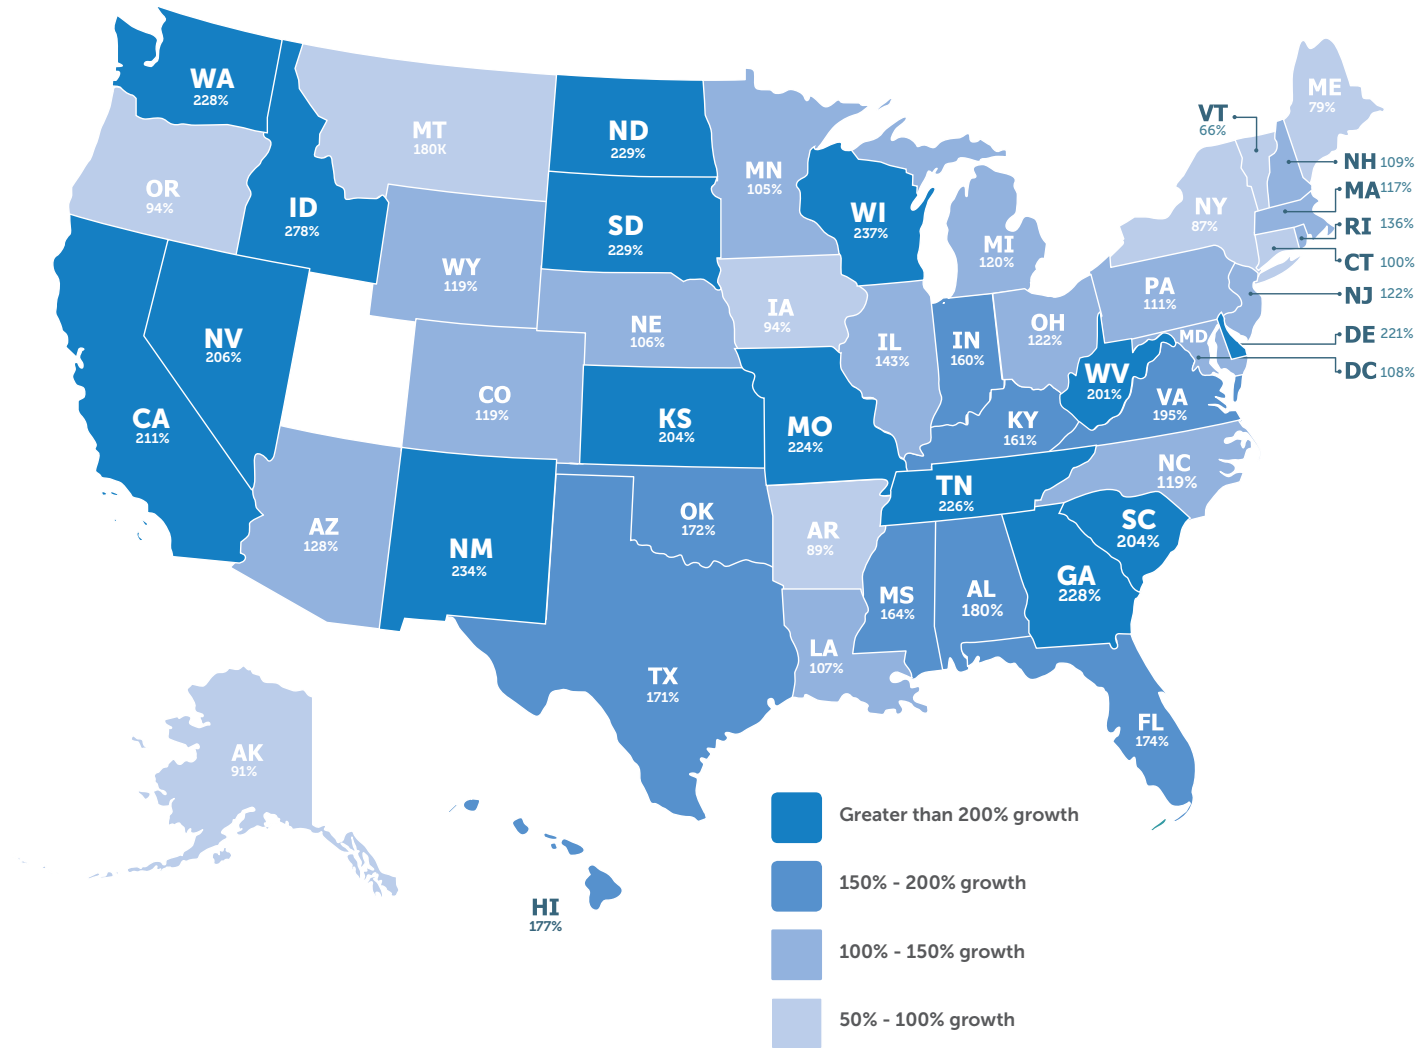 WA
228%
OR
94%
CA
211%
NV
206%
ID
278%
MT
180K
WY
119%
CO
119%
AZ
128%
NM
234%
ND
229%
SD
229%
NE
106%
KS
204%
OK
172%
TX
171%
MN
105%
IA
94%
MO
224%
AR
89%
LA
107%
WI
237%
IL
143%
MI
120%
IN
160%
OH
122%
KY
161%
TN
226%
MS
164%
AL
180%
GA
228%
FL
174%
SC
204%
NC
119%
VA
195%
WV
201%
MD
PA
111%
NY
87%
ME
79%
VT
66%
NH 109%
MA 117%
RI 136%
CT 100%
NJ 122%
DE 221%
DC 108%
AK
91%
HI
177%
Greater than 200% growth
150% - 200% growth
100% - 150% growth
50% - 100% growth